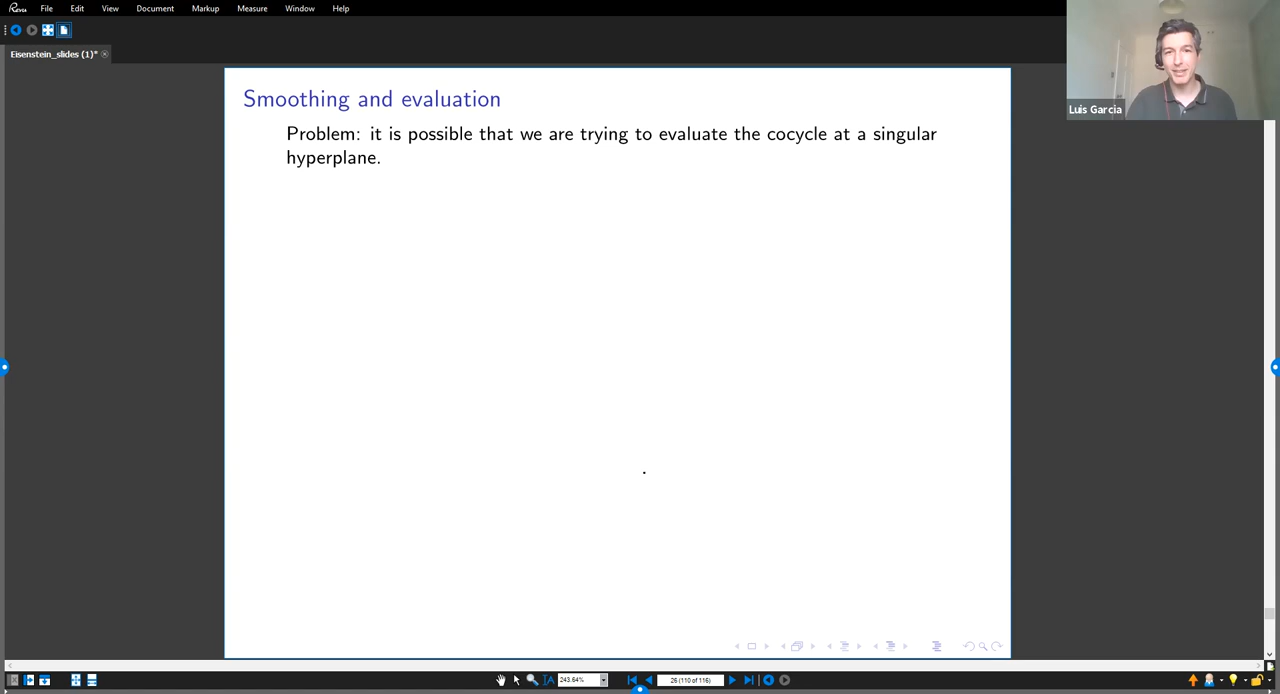 Revu File Edit View Document Markup Measure Window Help
Eisenstein_slides (1)*
Luis Garcia
Smoothing and evaluation
Problem: it is possible that we are trying to evaluate the cocycle at a singular
hyperplane.
243.64%
26 (110 of 116)